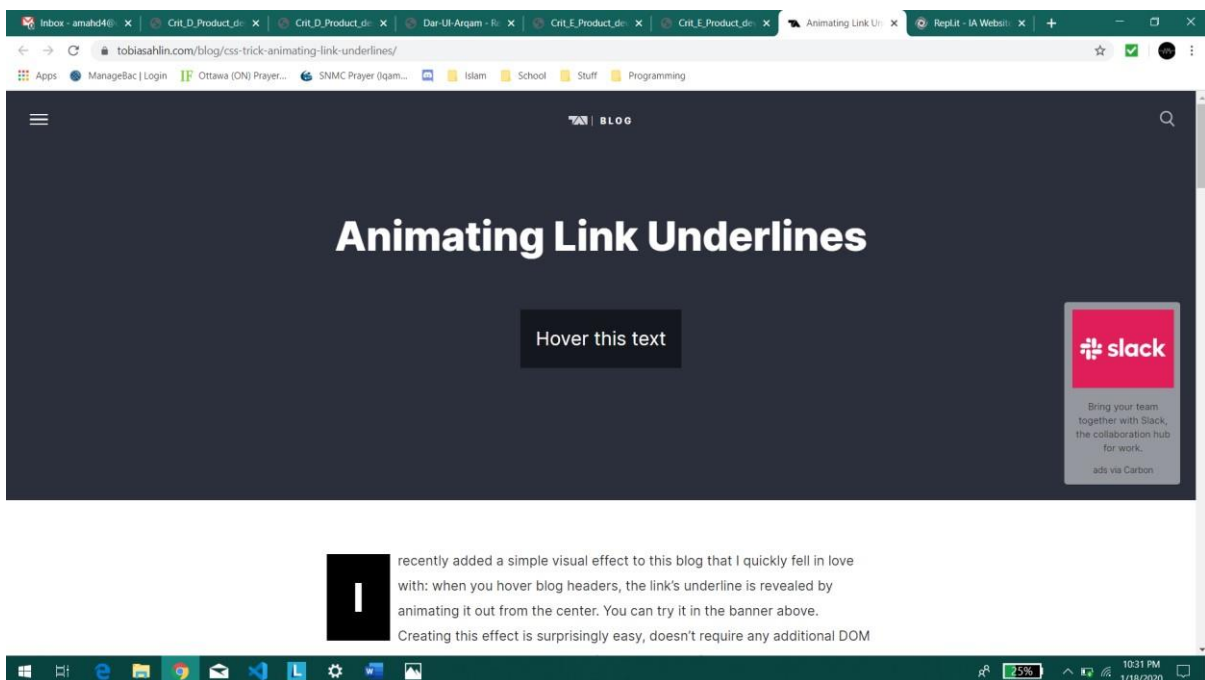 Inbox - amahd4@
Crit_D_Product_de
Crit_D_Product_de
Dar-Ul-Arqam - Re
Crit_E_Product_de
Crit_E_Product_de
Animating Link Un
Repl.it - IA Website
tobiasahlin.com/blog/css-trick-animating-link-underlines/
Apps
ManageBac | Login
Ottawa (ON) Prayer...
SNMC Prayer (Iqam...
Islam
School
Stuff
Programming
BLOG
Animating Link Underlines
Hover this text
slack
Bring your team
together with Slack,
the collaboration hub
for work.
ads via Carbon
I recently added a simple visual effect to this blog that I quickly fell in love
with: when you hover blog headers, the link's underline is revealed by
animating it out from the center. You can try it in the banner above.
Creating this effect is surprisingly easy, doesn't require any additional DOM
25%
10:31 PM
1/18/2020